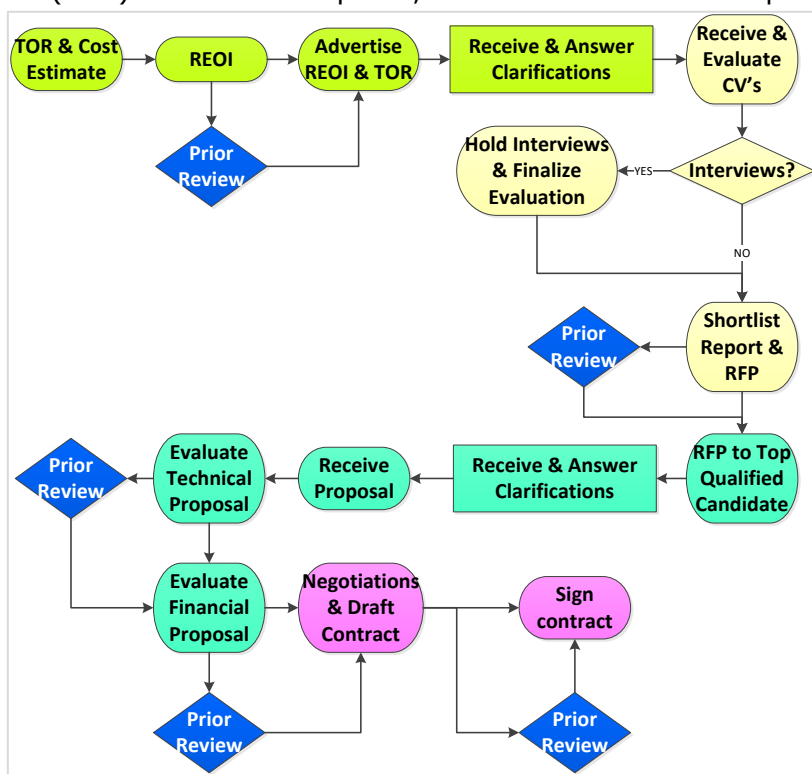 TOR & Cost
Estimate
REOI
Advertise
REOI & TOR
Receive & Answer
Clarifications
Receive &
Evaluate
CV's
Prior
Review
Hold Interviews
& Finalize
Evaluation
YES
Interviews?
NO
Prior
Review
Shortlist
Report &
RFP
Prior
Review
Evaluate
Technical
Proposal
Receive
Proposal
Receive & Answer
Clarifications
RFP to Top
Qualified
Candidate
Evaluate
Financial
Proposal
Negotiations
& Draft
Contract
Sign
contract
Prior
Review
Prior
Review